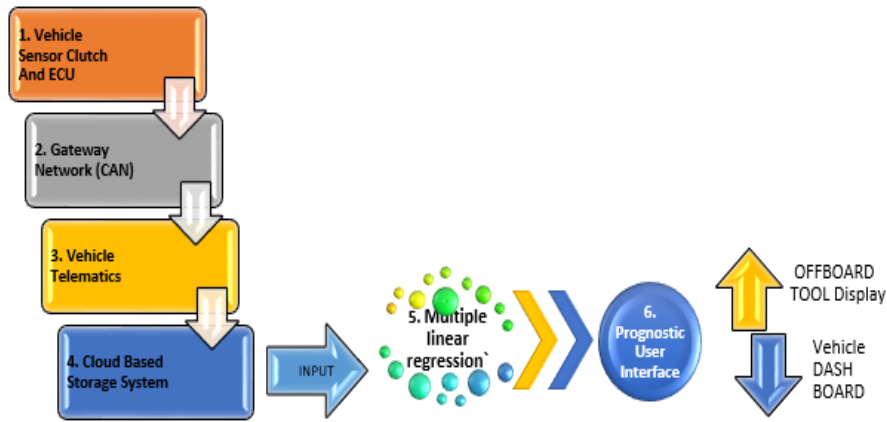 1. Vehicle
Sensor Clutch
And ECU
2. Gateway
Network (CAN)
3. Vehicle
Telematics
4. Cloud Based
Storage System
INPUT
5. Multiple
linear
regression`
6.
Prognostic
User
Interface
OFFBOARD
TOOL Display
Vehicle
DASH
BOARD